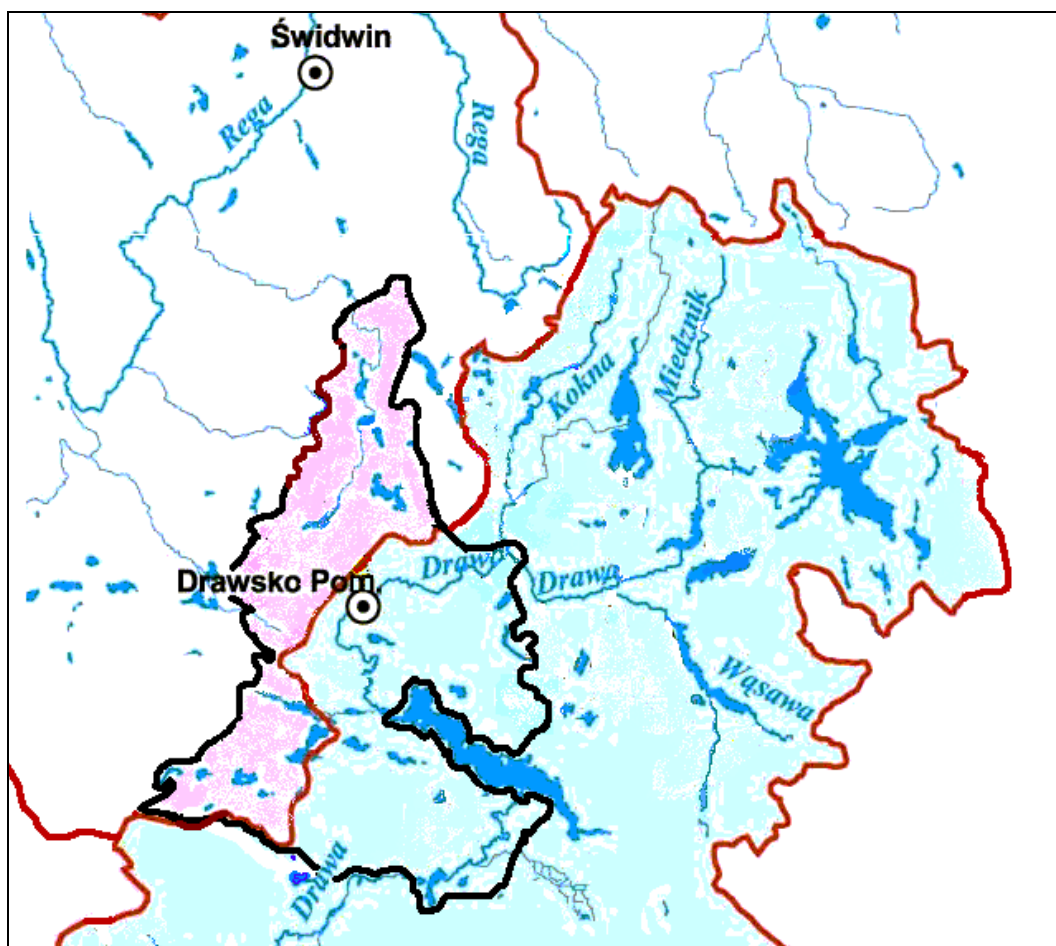 Świdwin
Rega
Rega
Kokna
Miedznik
Drawa
Drawa
Drawsko Pom.
Wąsawa
Drawa